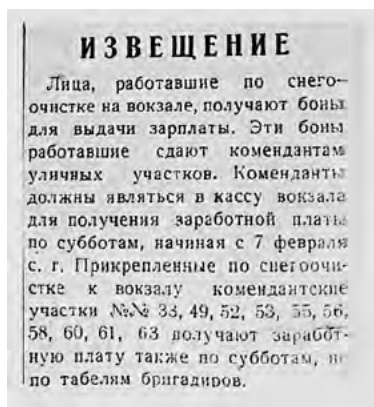 ИЗВЕЩЕНИЕ
Лица, работавшие по снего-
очистке на вокзале, получают боны
для выдачи зарплаты. Эти боны
работавшие сдают комендантам
уличных участков. Коменданты
должны являться в кассу вокзала
для получения заработной платы
по субботам, начиная с 7 февраля
с. г. Прикрепленные по снегоочи-
стке к вокзалу комендантские
участки №№ 33, 49, 52, 53, 55, 56,
58, 60, 61, 63 получают заработ-
ную плату также по субботам,
по табелям бригадиров.